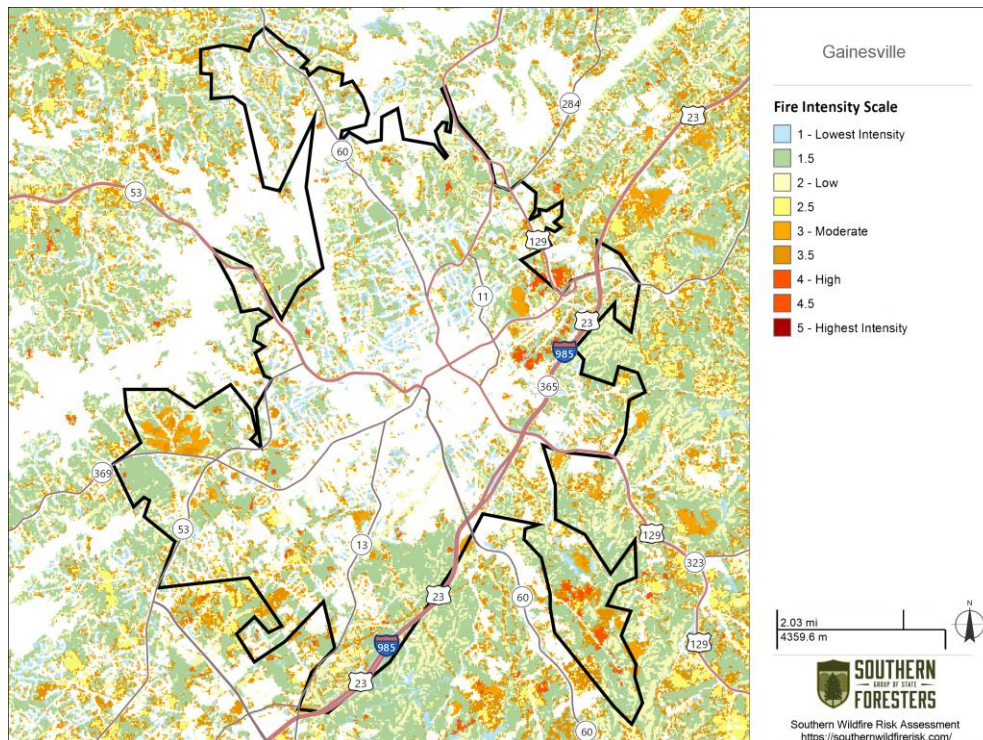 Gainesville
Fire Intensity Scale
1 - Lowest Intensity
1.5
2 - Low
2.5
3 - Moderate
3.5
4 - High
4.5
5 - Highest Intensity
2.03 mi
4359.6 m
N
SOUTHERN
GROUP OF STATE
FORESTERS
Southern Wildfire Risk Assessment
https://southernwildfirerisk.com/
284
23
60
53
129
11
23
985
365
369
53
13
129
323
23
60
129
985
23
60